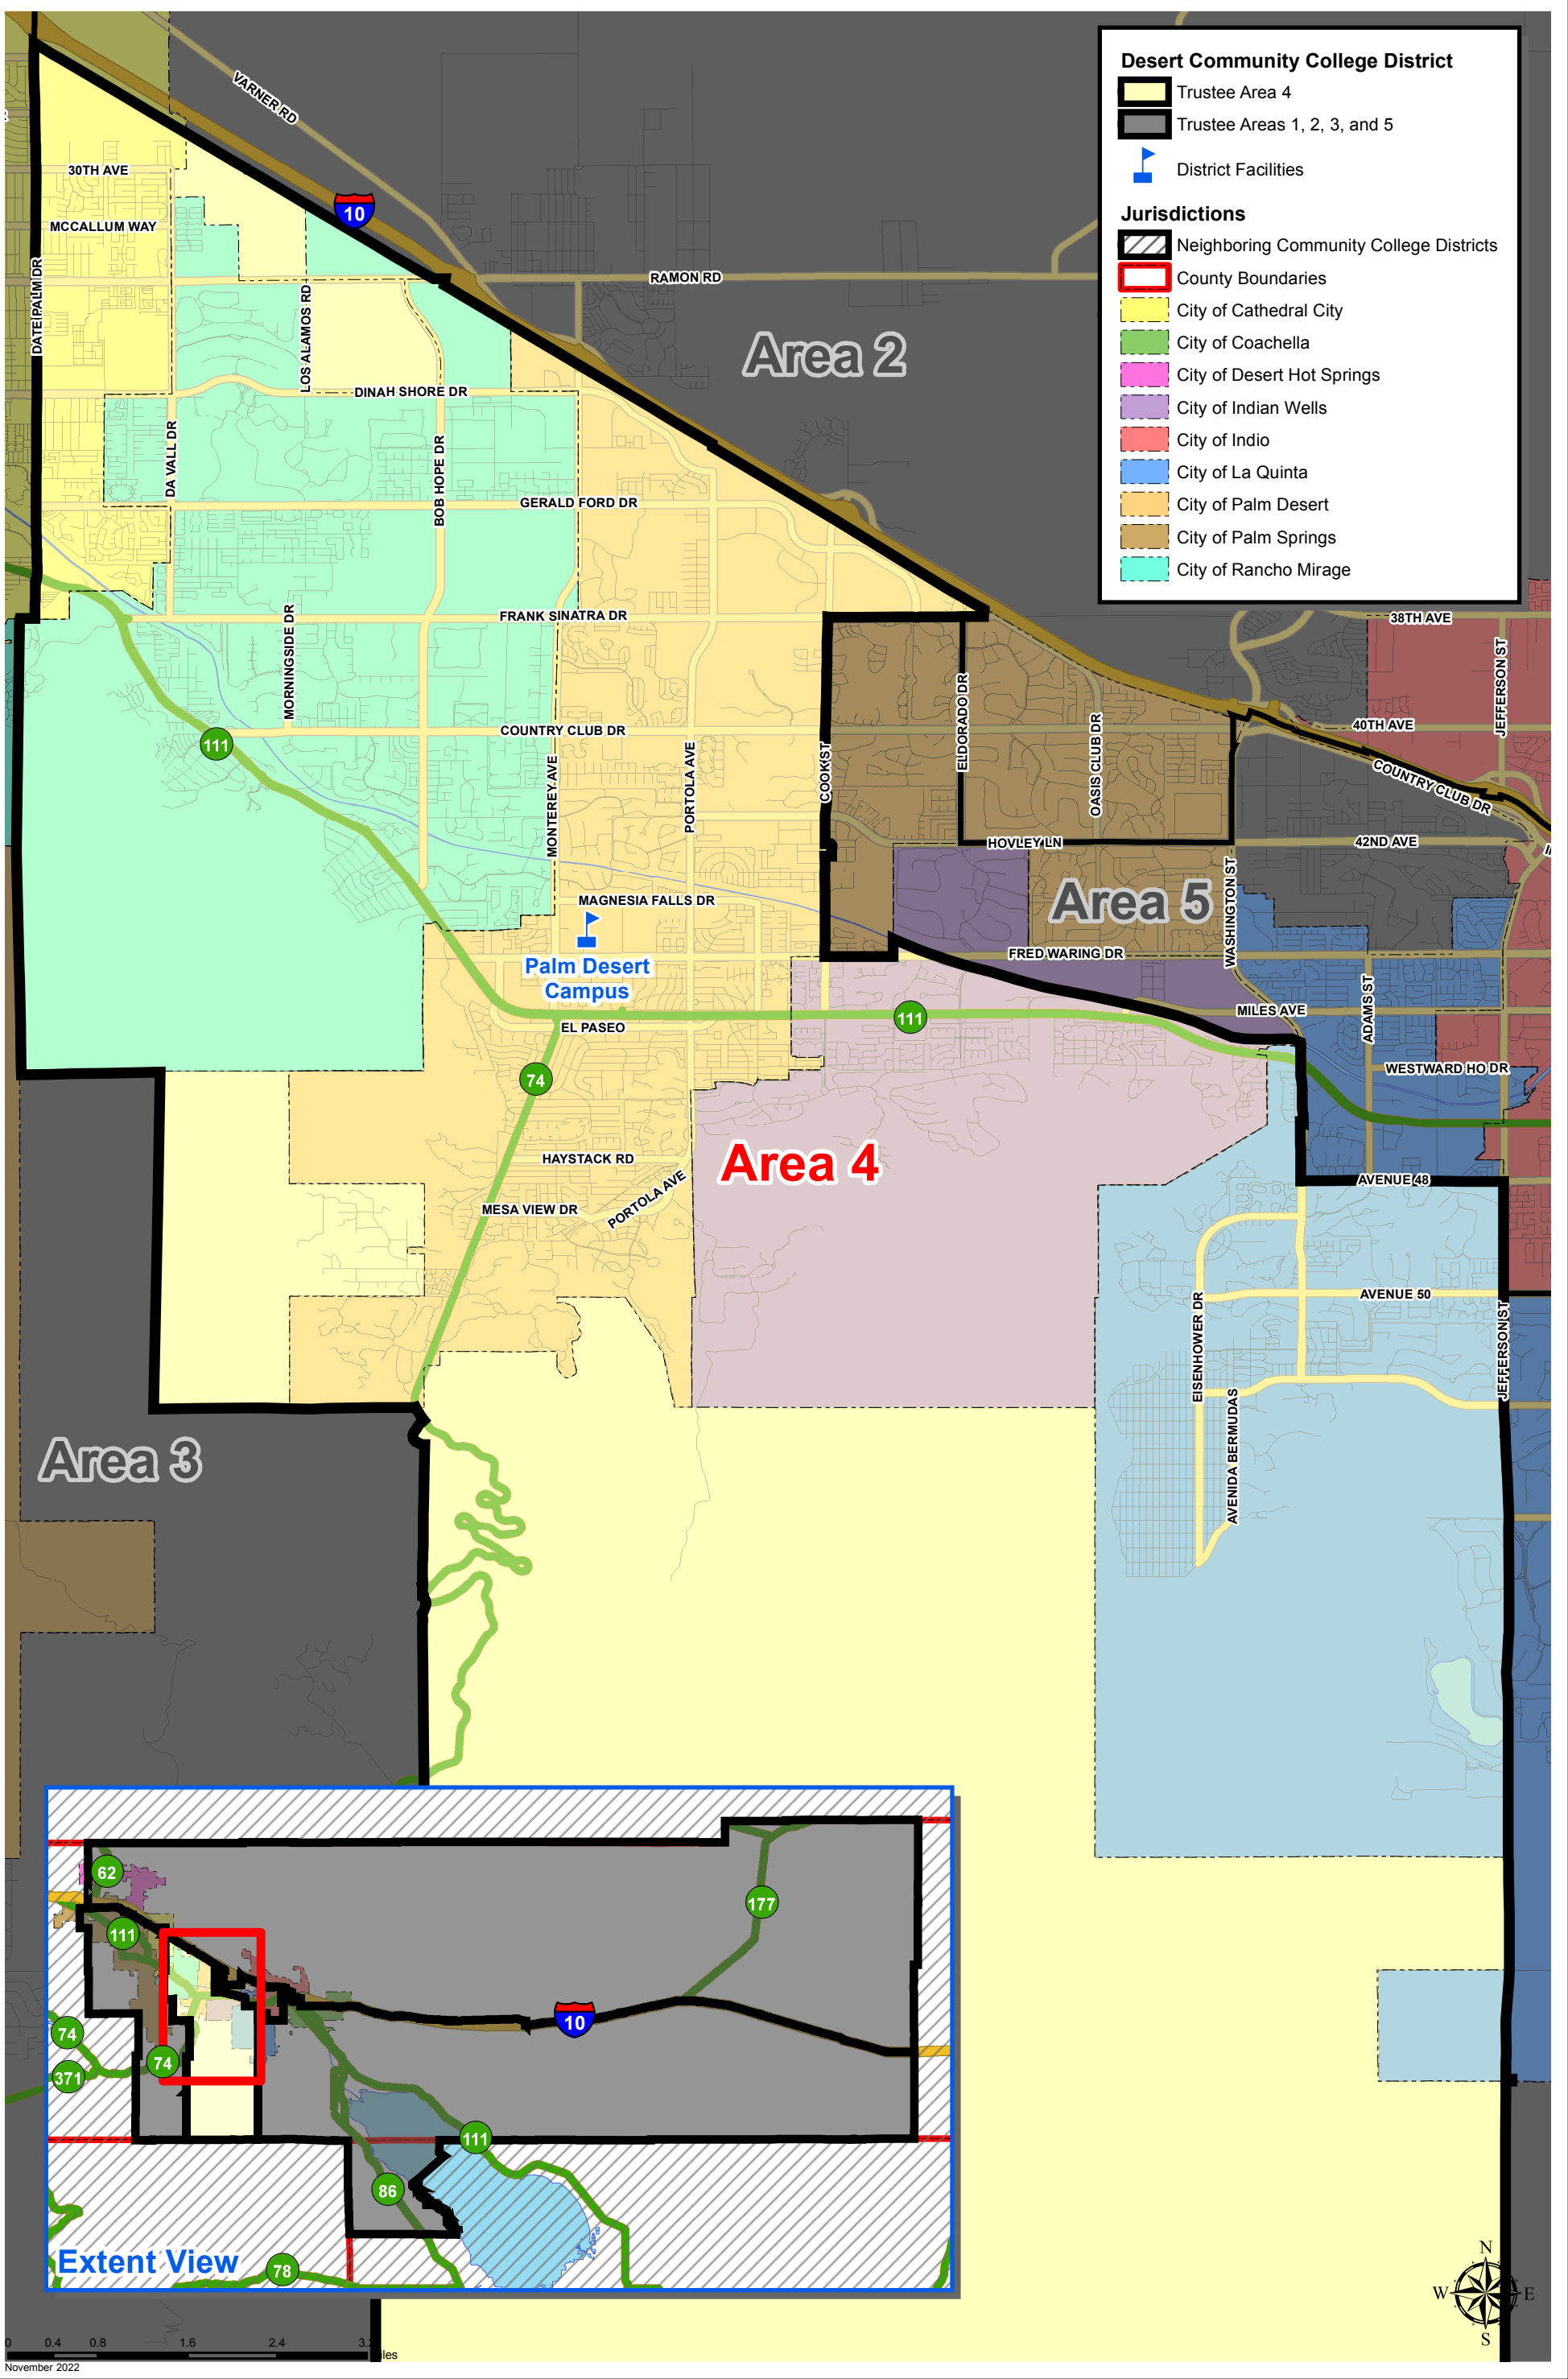 Desert Community College District
Trustee Area 4
Trustee Areas 1, 2, 3, and 5
District Facilities
Jurisdictions
Neighboring Community College Districts
County Boundaries
City of Cathedral City
City of Coachella
City of Desert Hot Springs
City of Indian Wells
City of Indio
City of La Quinta
City of Palm Desert
City of Palm Springs
City of Rancho Mirage
VARNER RD
30TH AVE
10
MCCALLUM WAY
DATE PALM DR
RAMON RD
LOS ALAMOS RD
Area 2
DINAH SHORE DR
DA VALL DR
BOB HOPE DR
GERALD FORD DR
FRANK SINATRA DR
38TH AVE
MORNINGSIDE DR
JEFFERSON ST
ELDORADO DR
40TH AVE
COUNTRY CLUB DR
111
OASIS CLUB DR
COOK ST
PORTOLA AVE
MONTEREY AVE
COUNTRY CLUB DR
HOVLEY LN
42ND AVE
MAGNESIA FALLS DR
Area 5
WASHINGTON ST
FRED WARING DR
Palm Desert
Campus
ADAMS ST
MILES AVE
111
EL PASEO
74
WESTWARD HO DR
HAYSTACK RD
Area 4
AVENUE 48
PORTOLA AVE
MESA VIEW DR
AVENUE 50
EISENHOWER DR
JEFFERSON ST
AVENIDA BERMUDAS
Area 3
62
177
111
10
74
74
371
111
86
78
Extent View
N
W
E
S
0 0.4 0.8 1.6 2.4
November 2022